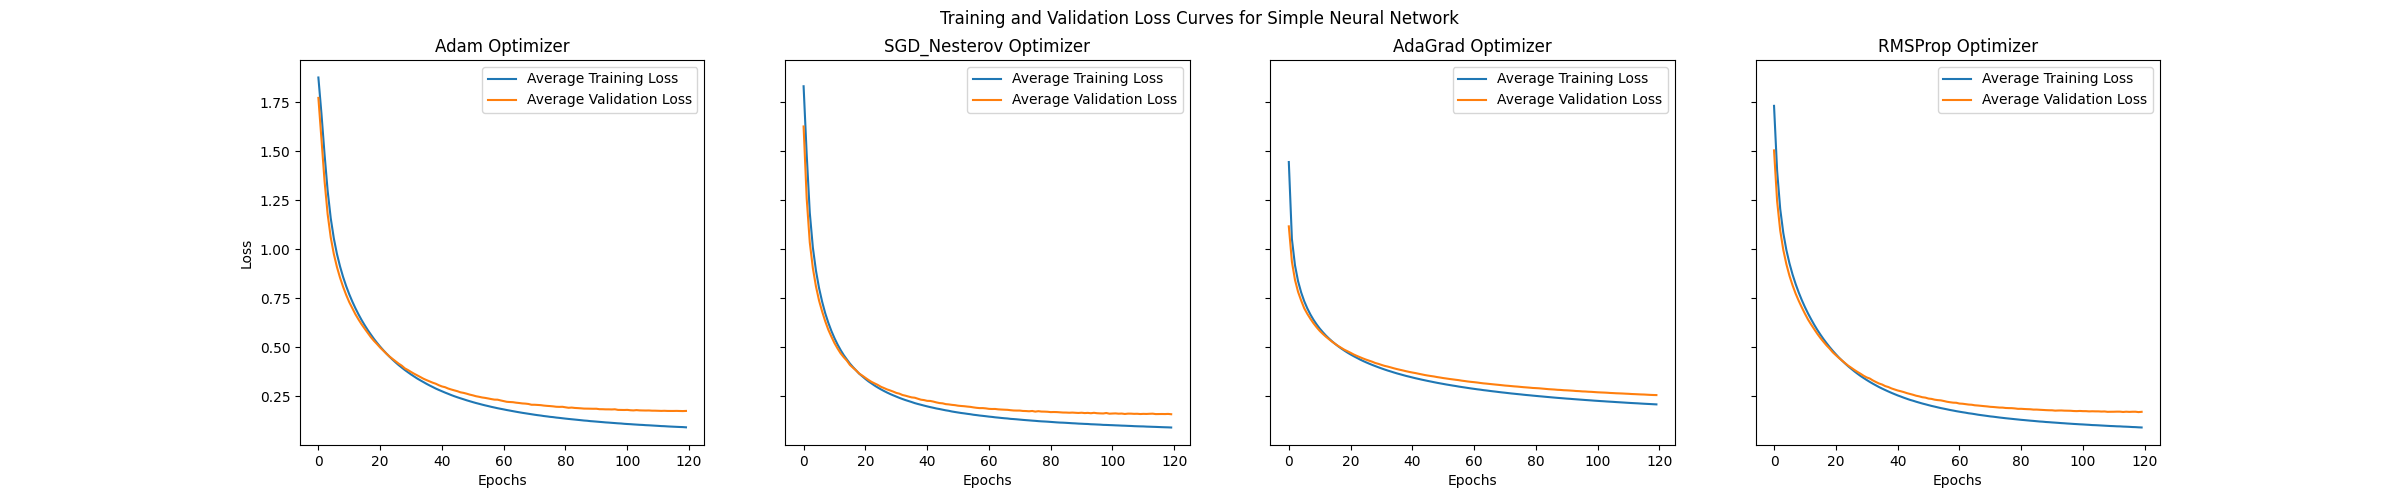 Training and Validation Loss Curves for Simple Neural Network
Adam Optimizer
Average Training Loss
Average Validation Loss
Loss
1.75
1.50
1.25
1.00
0.75
0.50
0.25
0 20 40 60 80 100 120
Epochs
SGD_Nesterov Optimizer
Average Training Loss
Average Validation Loss
0 20 40 60 80 100 120
Epochs
AdaGrad Optimizer
Average Training Loss
Average Validation Loss
0 20 40 60 80 100 120
Epochs
RMSProp Optimizer
Average Training Loss
Average Validation Loss
0 20 40 60 80 100 120
Epochs